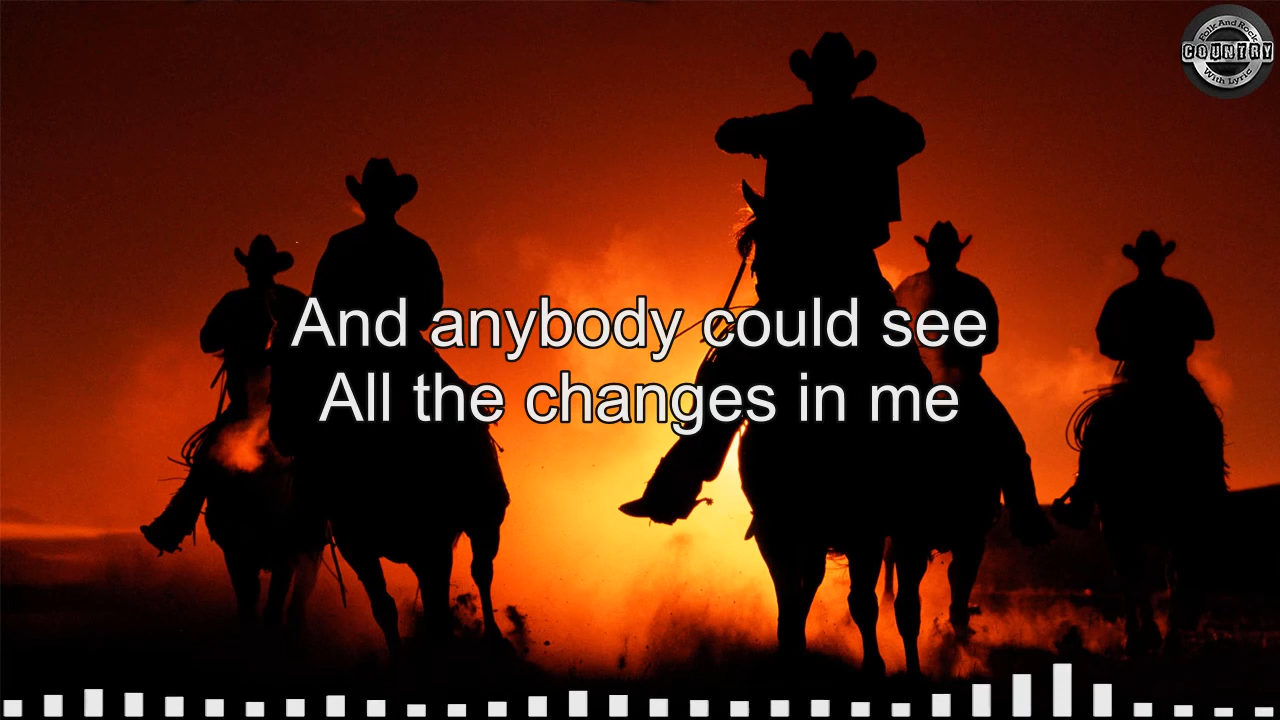 Folk And Rock
COUNTRY
With Lyric
And anybody could see
All the changes in me